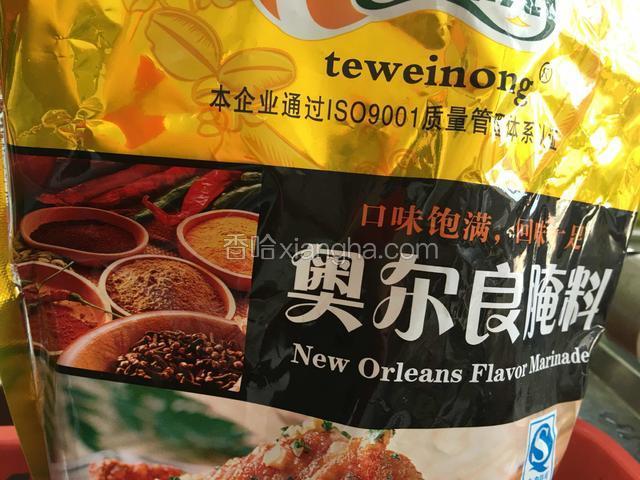 teweinong®
本企业通过ISO9001质量管理体系认证
口味饱满，回味十足
香哈xiangha.com
奥尔良腌料
New Orleans Flavor Marinade